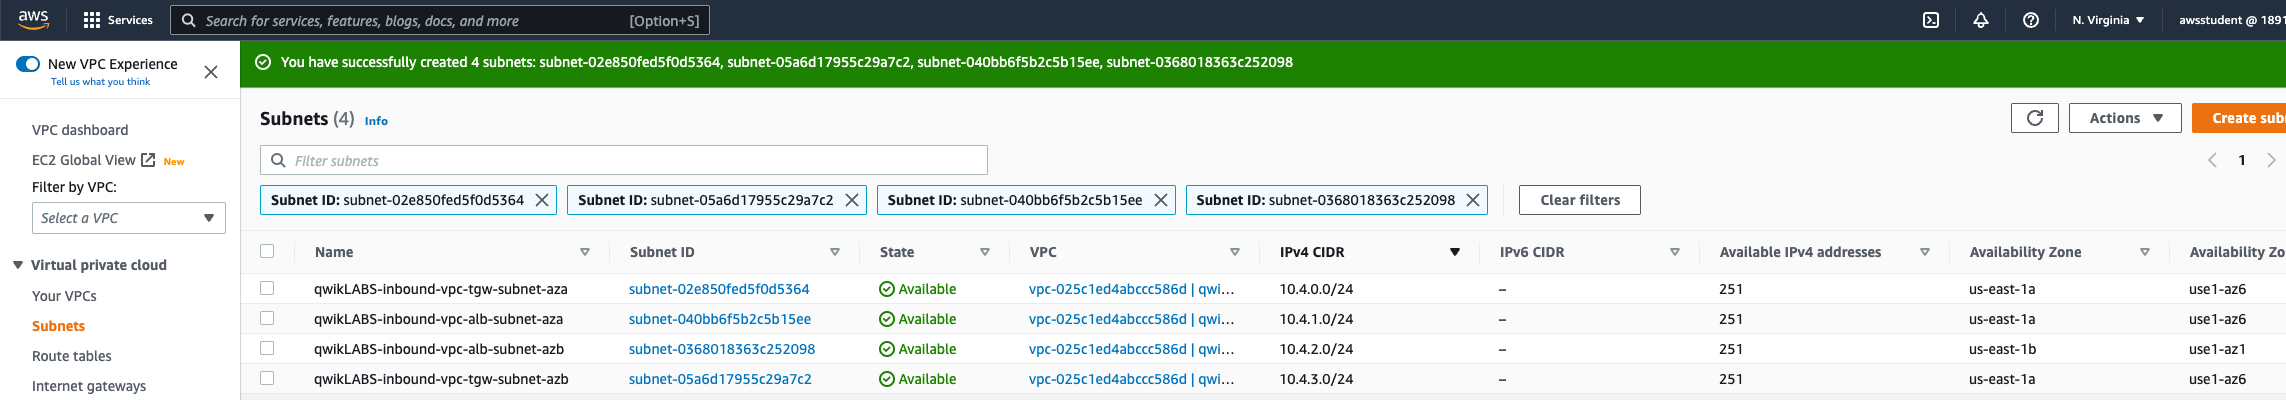 aws Services Search for services, features, blogs, docs, and more [Option+S] N. Virginia awsstudent @ 1891
New VPC Experience
Tell us what you think
You have successfully created 4 subnets: subnet-02e850fed5f0d5364, subnet-05a6d17955c29a7c2, subnet-040bb6f5b2c5b15ee, subnet-0368018363c252098
VPC dashboard
EC2 Global View New
Filter by VPC:
Select a VPC
Virtual private cloud
Your VPCs
Subnets
Route tables
Internet gateways
Subnets (4) Info Actions Create sub
Filter subnets 1
Subnet ID: subnet-02e850fed5f0d5364 Subnet ID: subnet-05a6d17955c29a7c2 Subnet ID: subnet-040bb6f5b2c5b15ee Subnet ID: subnet-0368018363c252098 Clear filters
Name Subnet ID State VPC IPv4 CIDR IPv6 CIDR Available IPv4 addresses Availability Zone Availability Zo
qwikLABS-inbound-vpc-tgw-subnet-aza subnet-02e850fed5f0d5364 Available vpc-025c1ed4abccc586d | qwi... 10.4.0.0/24 – 251 us-east-1a use1-az6
qwikLABS-inbound-vpc-alb-subnet-aza subnet-040bb6f5b2c5b15ee Available vpc-025c1ed4abccc586d | qwi... 10.4.1.0/24 – 251 us-east-1a use1-az6
qwikLABS-inbound-vpc-alb-subnet-azb subnet-0368018363c252098 Available vpc-025c1ed4abccc586d | qwi... 10.4.2.0/24 – 251 us-east-1b use1-az1
qwikLABS-inbound-vpc-tgw-subnet-azb subnet-05a6d17955c29a7c2 Available vpc-025c1ed4abccc586d | qwi... 10.4.3.0/24 – 251 us-east-1a use1-az6